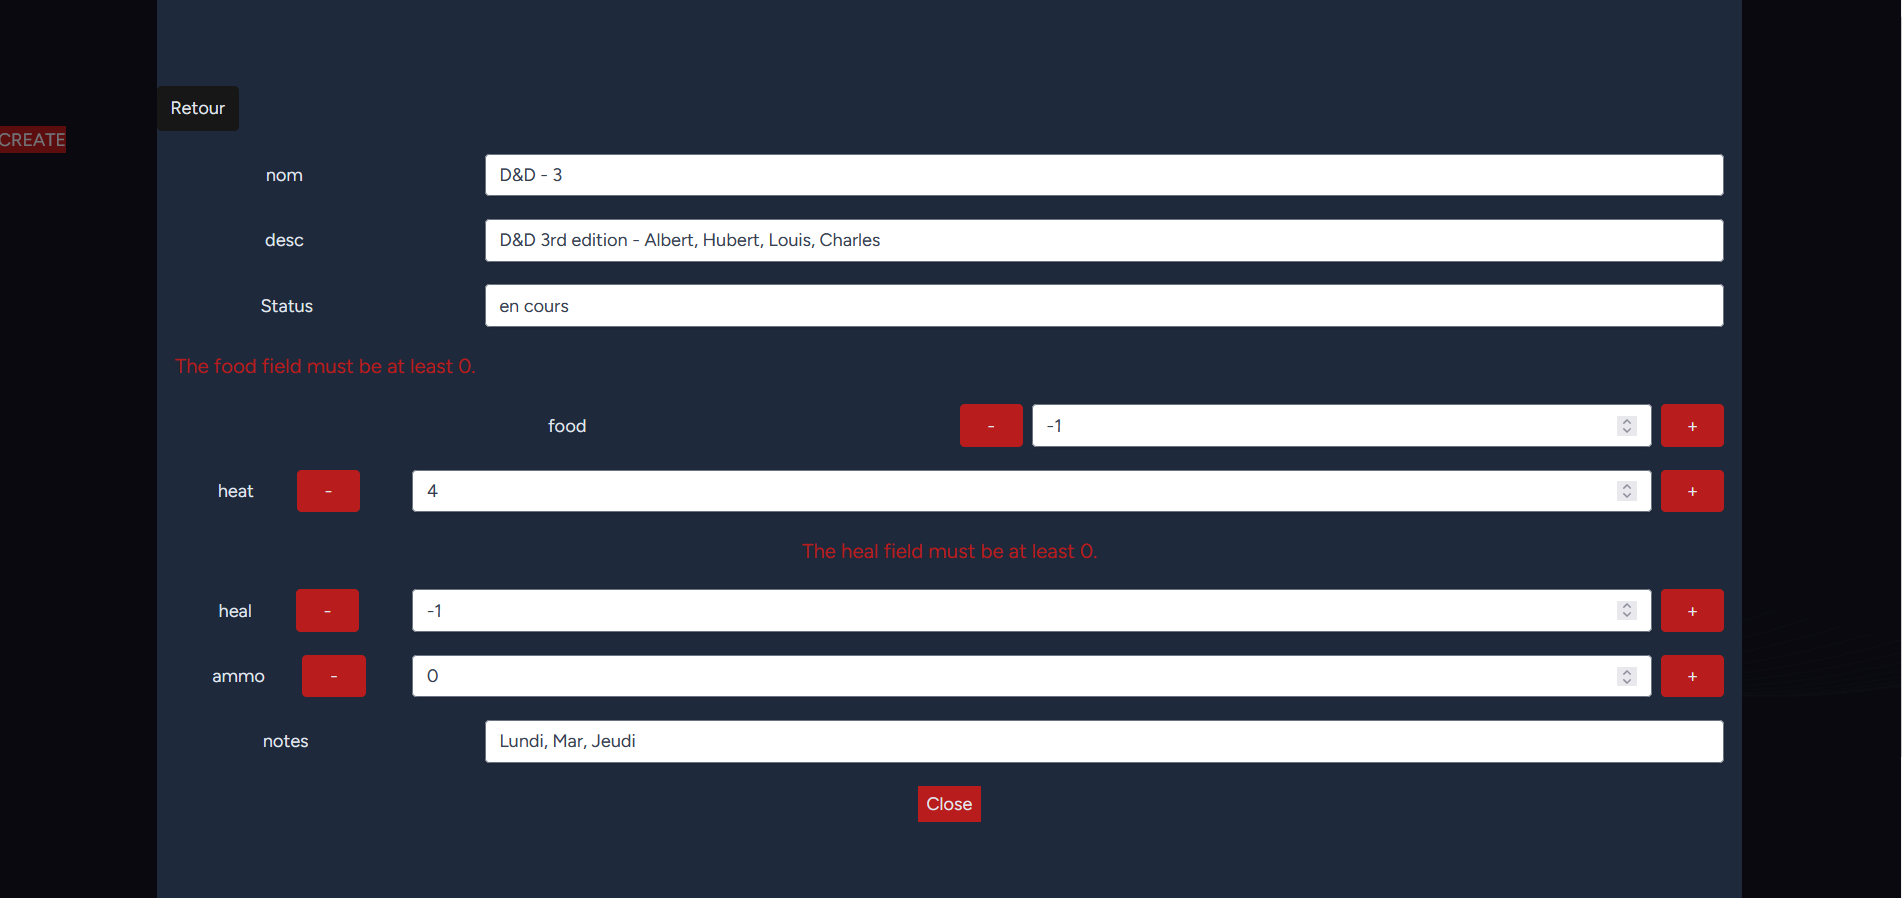 Retour
CREATE
nom D&D - 3
desc D&D 3rd edition - Albert, Hubert, Louis, Charles
Status en cours
The food field must be at least 0.
food - -1 +
heat - 4 +
The heal field must be at least 0.
heal - -1 +
ammo - 0 +
notes Lundi, Mar, Jeudi
Close